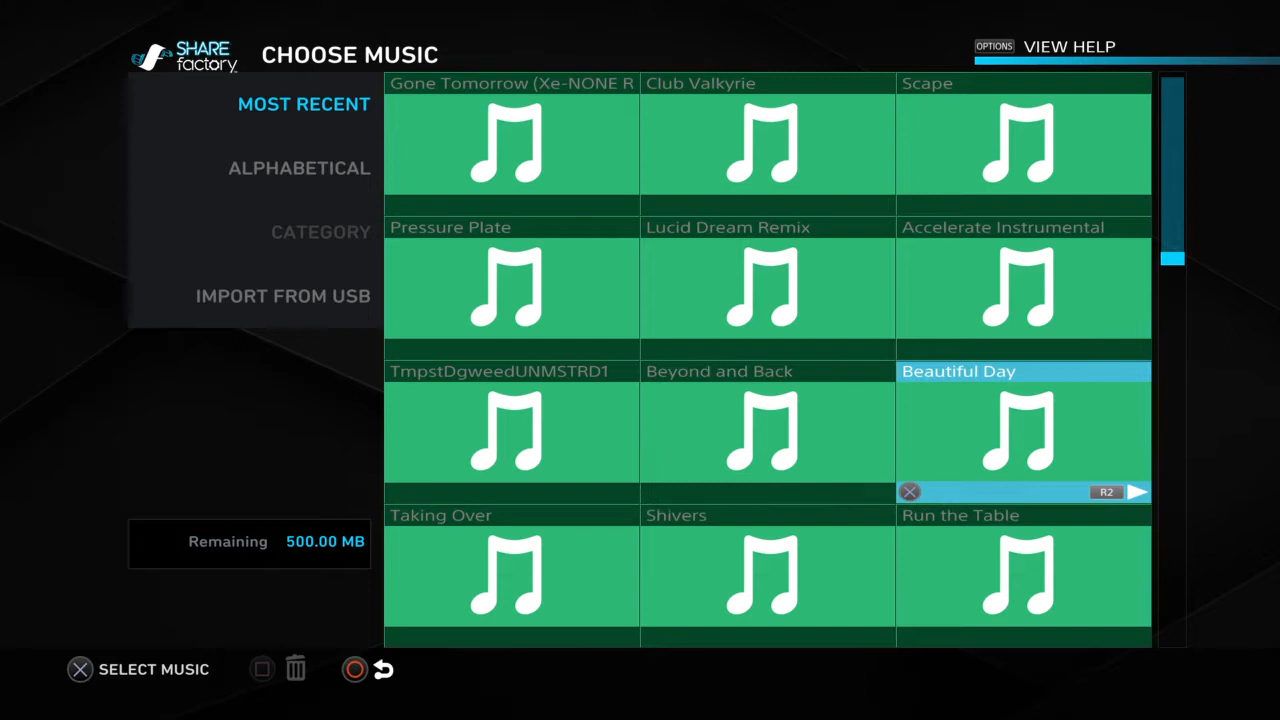 SHARE
factory
CHOOSE MUSIC
OPTIONS VIEW HELP
MOST RECENT
ALPHABETICAL
CATEGORY
IMPORT FROM USB
Remaining 500.00 MB
Gone Tomorrow (Xe-NONE R
Club Valkyrie
Scape
Pressure Plate
Lucid Dream Remix
Accelerate Instrumental
TmpstDgweedUNMSTRD1
Beyond and Back
Beautiful Day
R2
Taking Over
Shivers
Run the Table
SELECT MUSIC